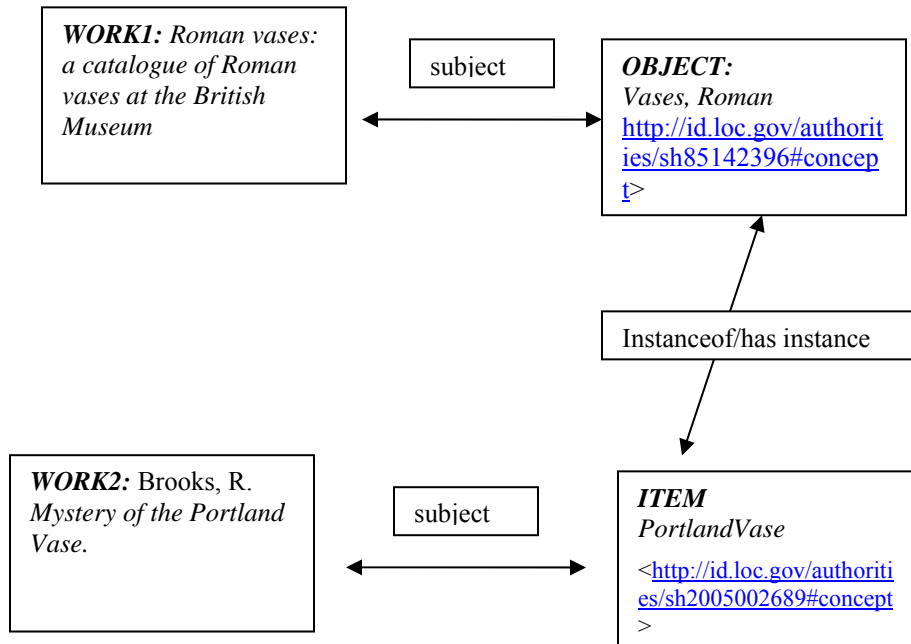 WORK1: Roman vases:
a catalogue of Roman
vases at the British
Museum
subject
OBJECT:
Vases, Roman
http://id.loc.gov/authorit
ies/sh85142396#concep
t>
Instanceof/has instance
WORK2: Brooks, R.
Mystery of the Portland
Vase.
subject
ITEM
PortlandVase
<http://id.loc.gov/authoriti
es/sh2005002689#concept
>